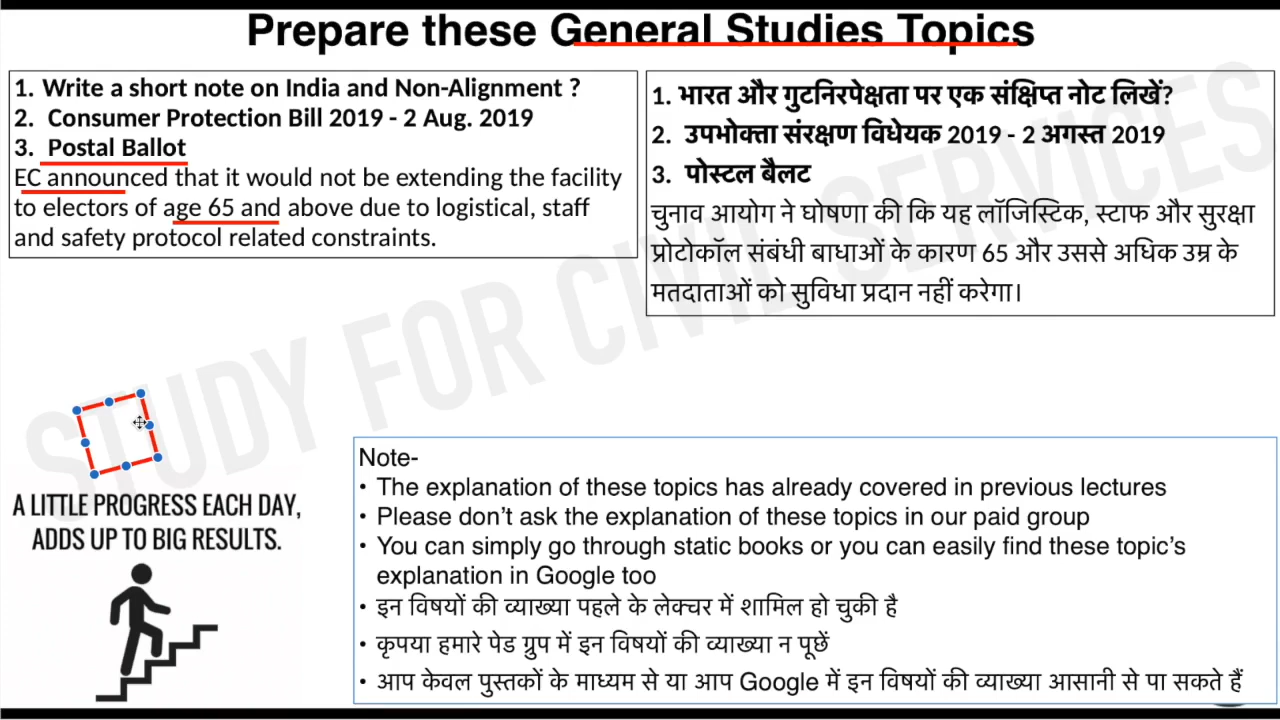 Prepare these General Studies Topics
1. Write a short note on India and Non-Alignment ?
2. Consumer Protection Bill 2019 - 2 Aug. 2019
3. Postal Ballot
EC announced that it would not be extending the facility
to electors of age 65 and above due to logistical, staff
and safety protocol related constraints.
1. भारत और गुटनिरपेक्षता पर एक संक्षिप्त नोट लिखें?
2. उपभोक्ता संरक्षण विधेयक 2019 - 2 अगस्त 2019
3. पोस्टल बैलट
चुनाव आयोग ने घोषणा की कि यह लॉजिस्टिक, स्टाफ और सुरक्षा
प्रोटोकॉल संबंधी बाधाओं के कारण 65 और उससे अधिक उम्र के
मतदाताओं को सुविधा प्रदान नहीं करेगा।
STUDY FOR CIVIL SERVICES
A LITTLE PROGRESS EACH DAY,
ADDS UP TO BIG RESULTS.
Note-
• The explanation of these topics has already covered in previous lectures
• Please don’t ask the explanation of these topics in our paid group
• You can simply go through static books or you can easily find these topic’s
explanation in Google too
• इन विषयों की व्याख्या पहले के लेक्चर में शामिल हो चुकी है
• कृपया हमारे पेड ग्रुप में इन विषयों की व्याख्या न पूछें
• आप केवल पुस्तकों के माध्यम से या आप Google में इन विषयों की व्याख्या आसानी से पा सकते हैं